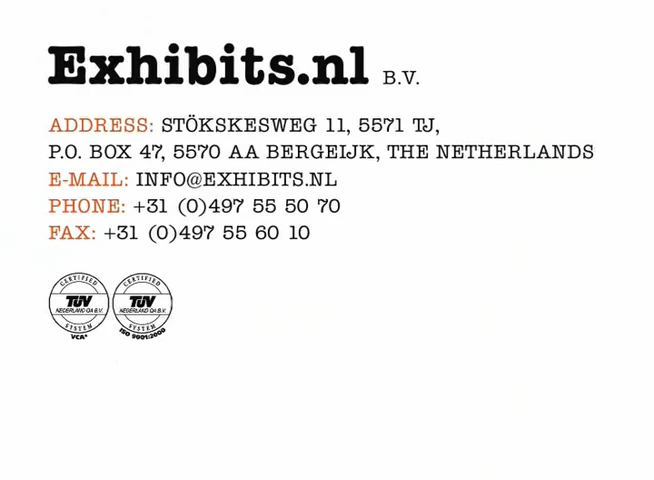 Exhibits.nl B.V.
ADDRESS: STÖKSKESWEG 11, 5571 TJ,
P.O. BOX 47, 5570 AA BERGEIJK, THE NETHERLANDS
E-MAIL: INFO@EXHIBITS.NL
PHONE: +31 (0)497 55 50 70
FAX: +31 (0)497 55 60 10
CERTIFIED
TÜV
NEDERLAND QA B.V.
SYSTEM
VCA*
CERTIFIED
TÜV
NEDERLAND QA B.V.
SYSTEM
ISO 9001:2000